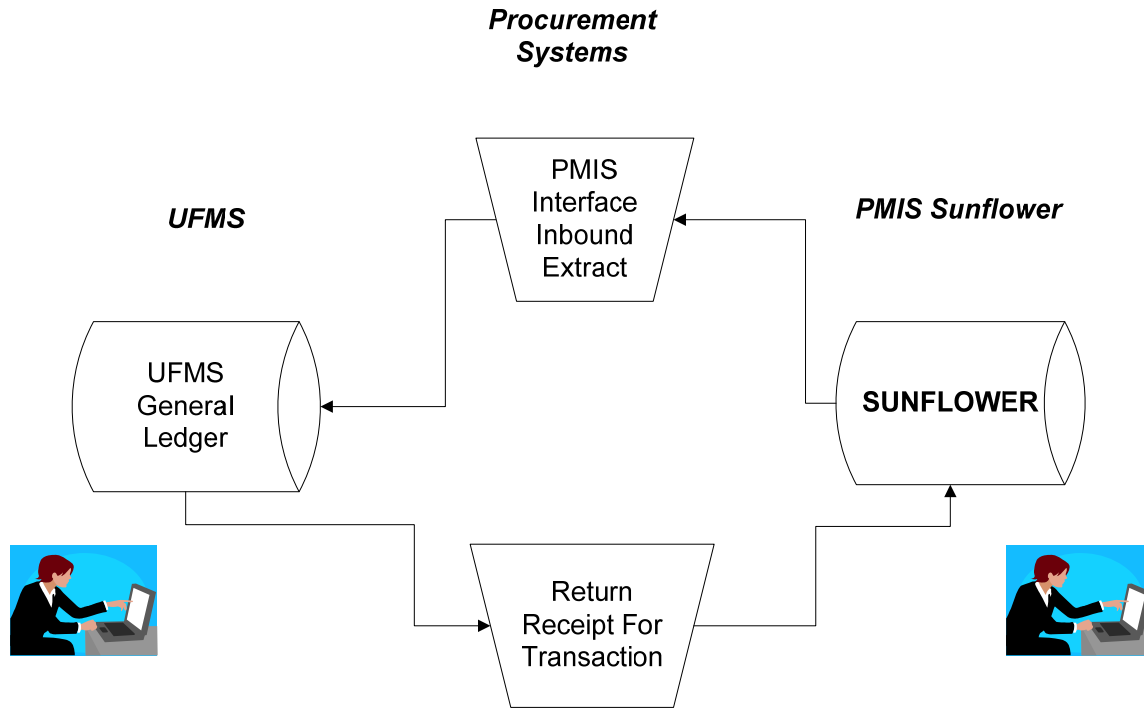 Procurement
Systems
PMIS
Interface
Inbound
Extract
UFMS
PMIS Sunflower
UFMS
General
Ledger
SUNFLOWER
Return
Receipt For
Transaction